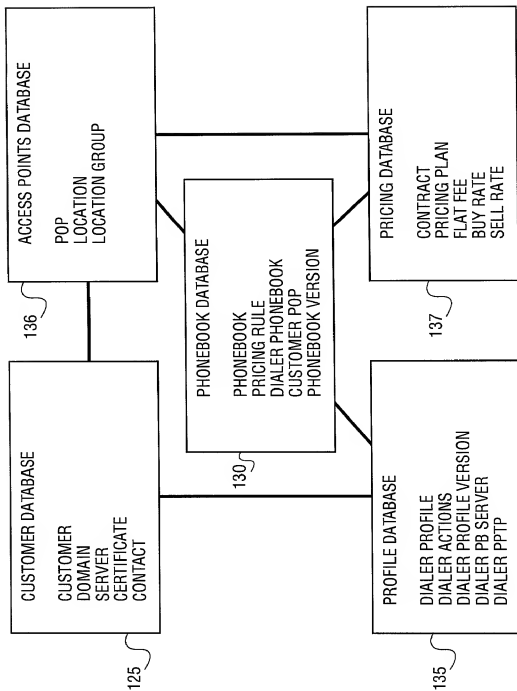 CUSTOMER DATABASE
CUSTOMER
DOMAIN
SERVER
CERTIFICATE
CONTACT
125
ACCESS POINTS DATABASE
POP
LOCATION
LOCATION GROUP
136
PHONEBOOK DATABASE
PHONEBOOK
PRICING RULE
DIALER PHONEBOOK
CUSTOMER POP
PHONEBOOK VERSION
130
PROFILE DATABASE
DIALER PROFILE
DIALER ACTIONS
DIALER PROFILE VERSION
DIALER PB SERVER
DIALER PPTP
135
PRICING DATABASE
CONTRACT
PRICING PLAN
FLAT FEE
BUY RATE
SELL RATE
137